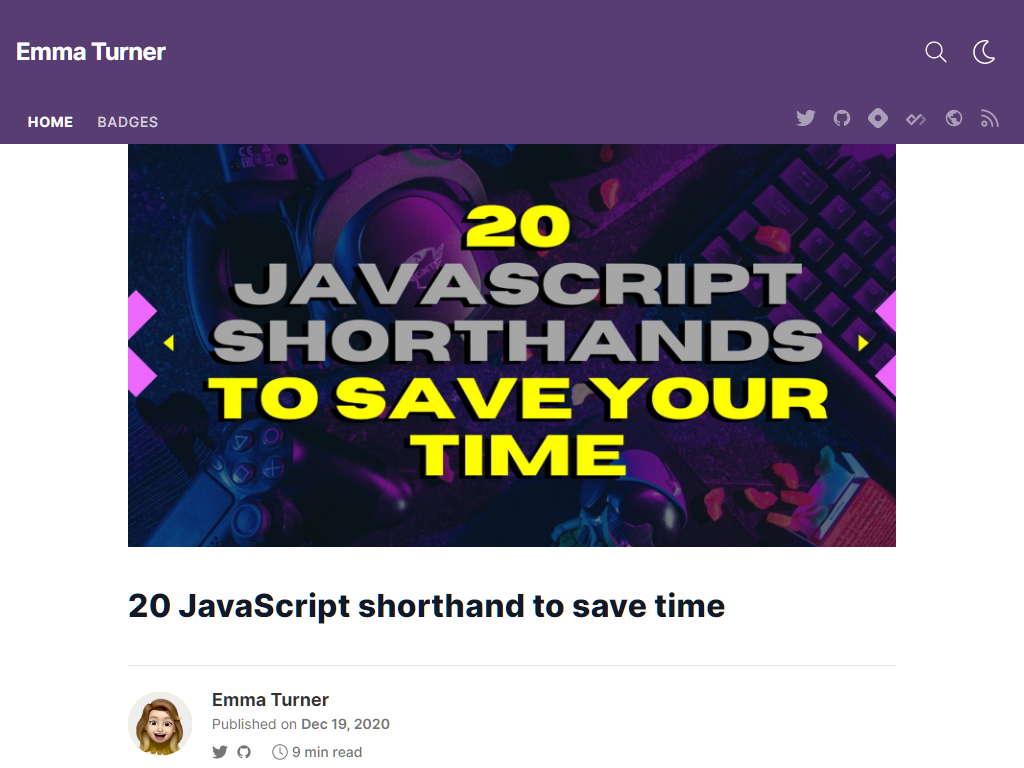 Emma Turner
HOME BADGES
20
JAVASCRIPT
SHORTHANDS
TO SAVE YOUR
TIME
20 JavaScript shorthand to save time
Emma Turner
Published on Dec 19, 2020
9 min read